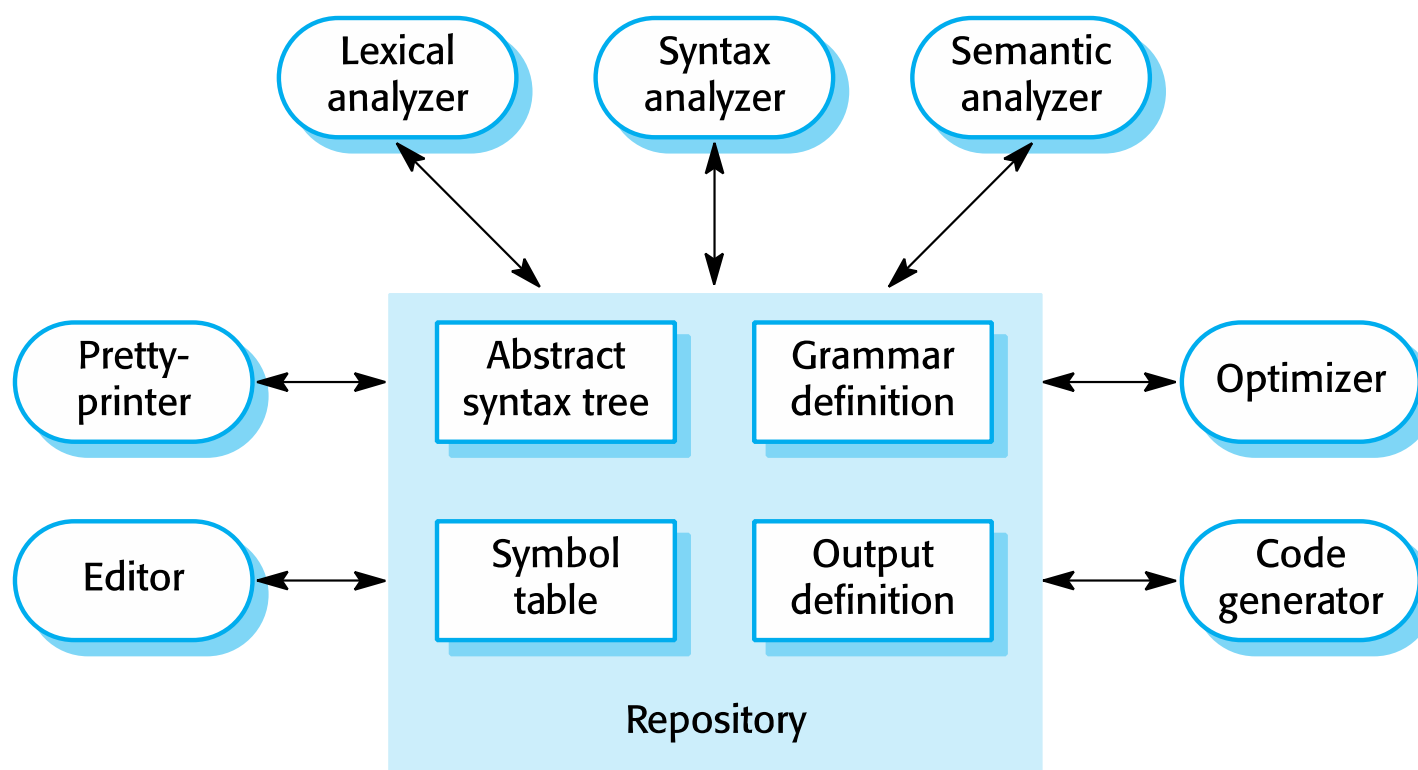 Lexical
analyzer
Syntax
analyzer
Semantic
analyzer
Pretty-
printer
Abstract
syntax tree
Grammar
definition
Optimizer
Editor
Symbol
table
Output
definition
Code
generator
Repository